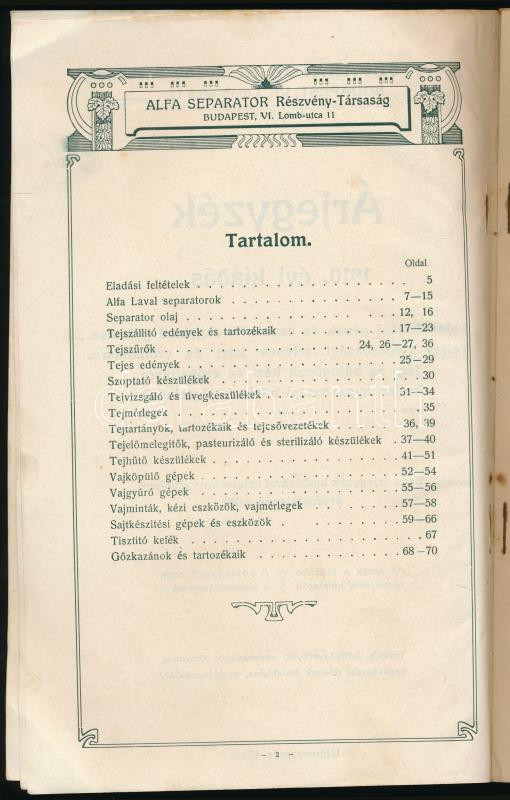 ALFA SEPARATOR Részvény-Társaság
BUDAPEST, VI. Lomb-utca 11
Tartalom.
Oldal
Eladási feltételek . . . . . . . . . . . . . 5
Alfa Laval separatorok . . . . . . . . . . 7—15
Separator olaj . . . . . . . . . . . . 12, 16
Tejszállitó edények és tartozékaik . . . . . . 17—23
Tejszűrők . . . . . . . . . . 24, 26—27, 36
Tejes edények . . . . . . . . . . . . 25—29
Szoptató készülékek . . . . . . . . . . . 30
Tejvizsgáló és üvegkészülékek . . . . . . . 31—34
Tejmérlegek . . . . . . . . . . . . . 35
Tejtartányok, tartozékaik és tejcsővezetékek . . . . 36, 39
Tejelőmelegitők, pasteurizáló és sterilizáló készülékek . 37—40
Tejhűtő készülékek . . . . . . . . . . 41—51
Vajköpülő gépek . . . . . . . . . . . 52—54
Vajgyúró gépek . . . . . . . . . . . 55—56
Vajminták, kézi eszközök, vajmérlegek . . . . . 57—58
Sajtkészitési gépek és eszközök . . . . . . . 59—66
Tisztitó kefék . . . . . . . . . . . . . 67
Gőzkazánok és tartozékaik . . . . . . . . 68—70
— 2 —